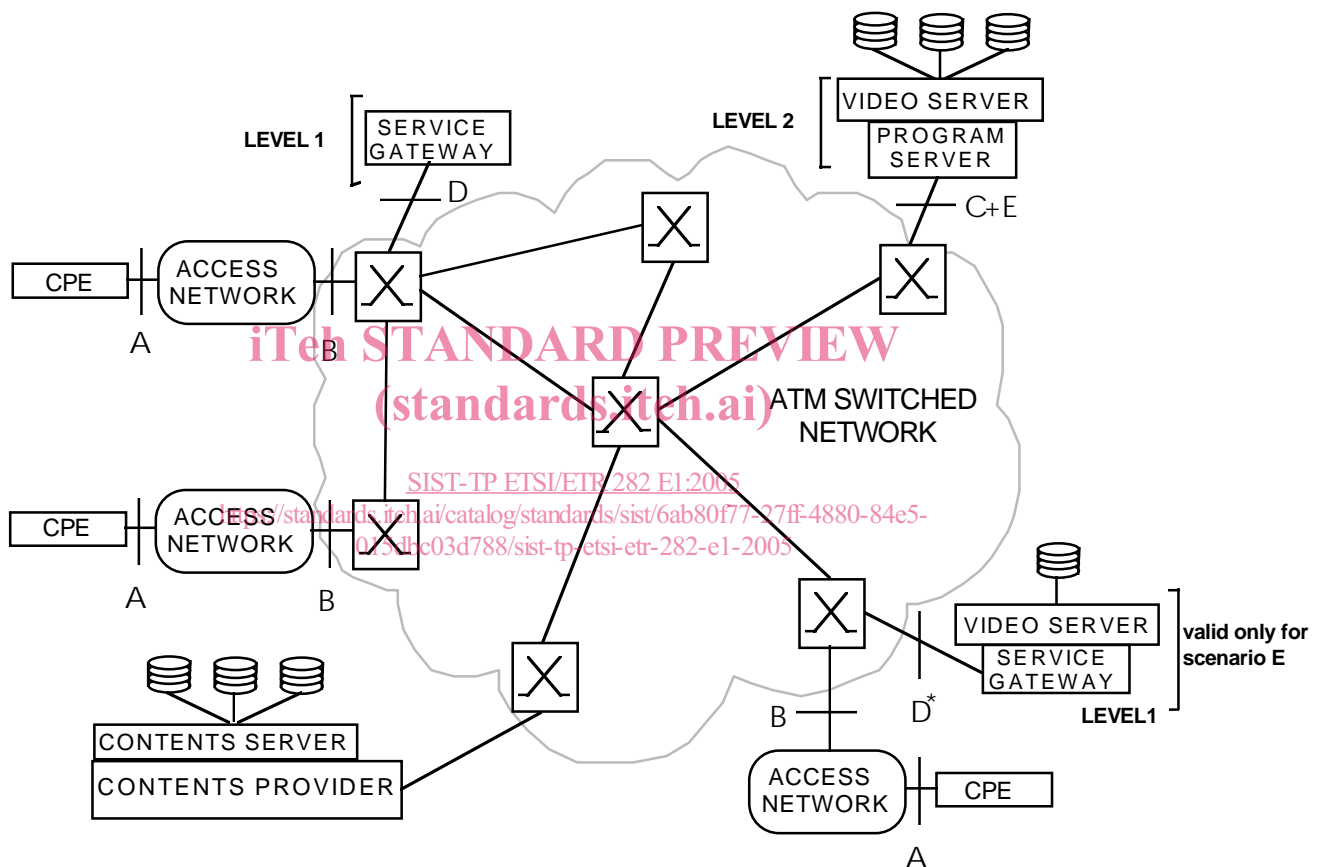 VIDEO SERVER
PROGRAM
SERVER
LEVEL 2
C+E
SERVICE
GATEWAY
LEVEL 1
D
CPE
ACCESS
NETWORK
A
B
iTeh STANDARD PREVIEW
(standards.iteh.ai)
ATM SWITCHED
NETWORK
SIST-TP ETSI/ETR 282 E1:2005
https://standards.iteh.ai/catalog/standards/sist/6ab80f77-27ff-4880-84e5-
015dbc03d788/sist-tp-etsi-etr-282-e1-2005
CPE
ACCESS
NETWORK
A
B
VIDEO SERVER
SERVICE
GATEWAY
LEVEL1
valid only for
scenario E
D*
B
CONTENTS SERVER
CONTENTS PROVIDER
ACCESS
NETWORK
CPE
A